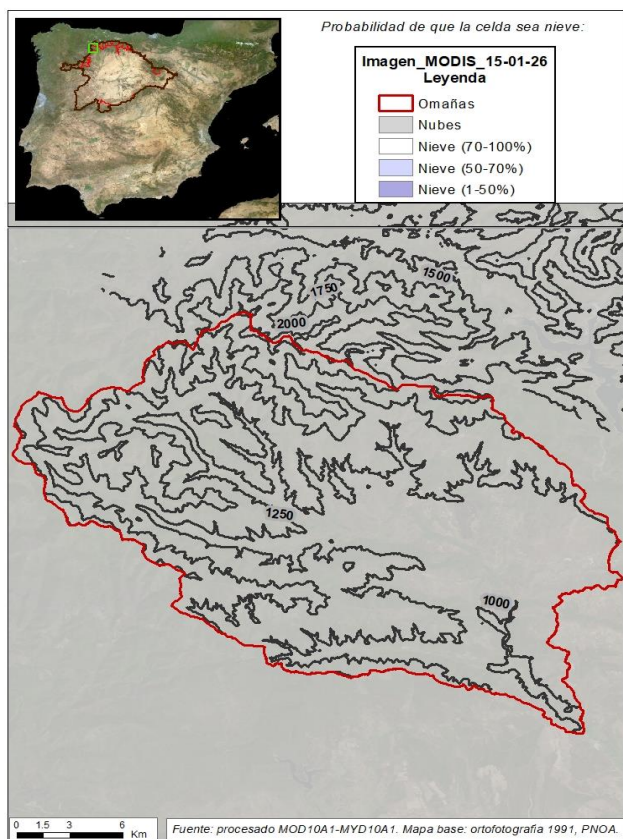 Probabilidad de que la celda sea nieve:
Imagen_MODIS_15-01-26
Leyenda
Omañas
Nubes
Nieve (70-100%)
Nieve (50-70%)
Nieve (1-50%)
1500
1750
2000
1250
1000
0 1.5 3 6
Km
Fuente: procesado MOD10A1-MYD10A1. Mapa base: ortofotografía 1991, PNOA.